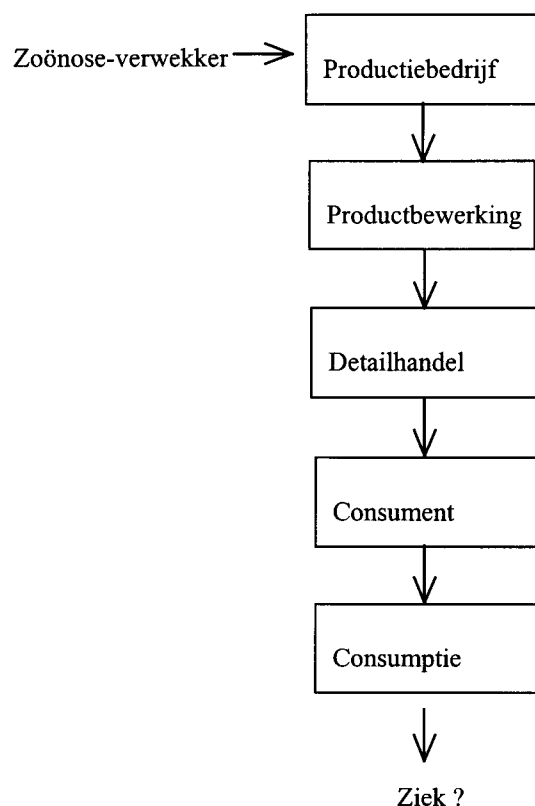 Zoönose-verwekker
Productiebedrijf
Productbewerking
Detailhandel
Consument
Consumptie
Ziek ?